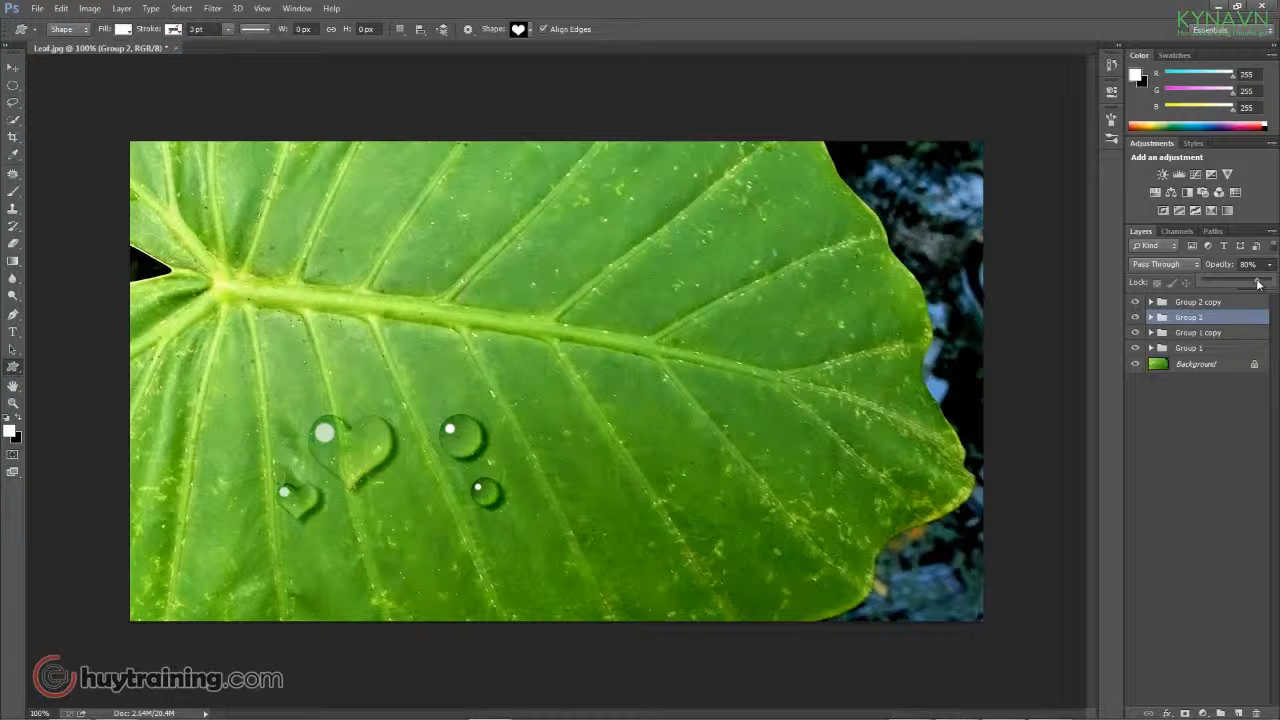 Ps File Edit Image Layer Type Select Filter 3D View Window Help
KYNAVN
Shape Fill: Stroke: 3 pt W: 0 px H: 0 px Shape: Align Edges
Essentials
Leaf.jpg @ 100% (Group 2, RGB/8) * ×
Color Swatches
R 255
G 255
B 255
Adjustments Styles
Add an adjustment
Layers Channels Paths
Kind
Pass Through Opacity: 80%
Lock:
Group 2 copy
Group 2
Group 1 copy
Group 1
Background
huytraining.com
100% Doc: 2.64M/20.4M